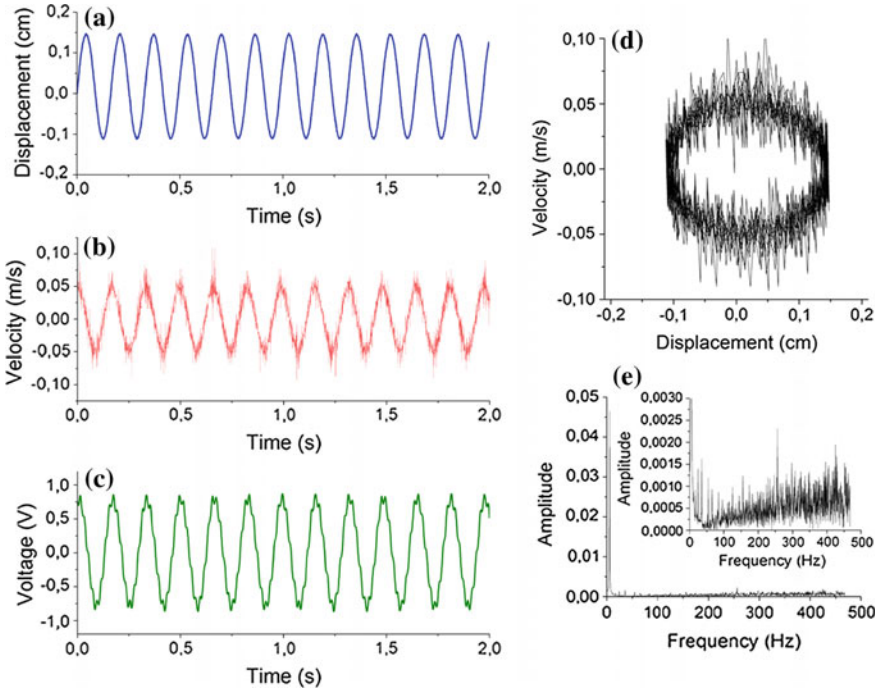 (a)
Displacement (cm)
0,2
0,1
0,0
-0,1
-0,2
0,0 0,5 1,0 1,5 2,0
Time (s)
(b)
Velocity (m/s)
0,10
0,05
0,00
-0,05
-0,10
0,0 0,5 1,0 1,5 2,0
Time (s)
(c)
Voltage (V)
1,0
0,5
0,0
-0,5
-1,0
0,0 0,5 1,0 1,5 2,0
Time (s)
(d)
Velocity (m/s)
0,10
0,05
0,00
-0,05
-0,10
-0,2 -0,1 0,0 0,1 0,2
Displacement (cm)
(e)
Amplitude
0,05
0,04
0,03
0,02
0,01
0,00
0 100 200 300 400 500
Frequency (Hz)
Amplitude
0,0030
0,0025
0,0020
0,0015
0,0010
0,0005
0,0000
0 100 200 300 400 500
Frequency (Hz)